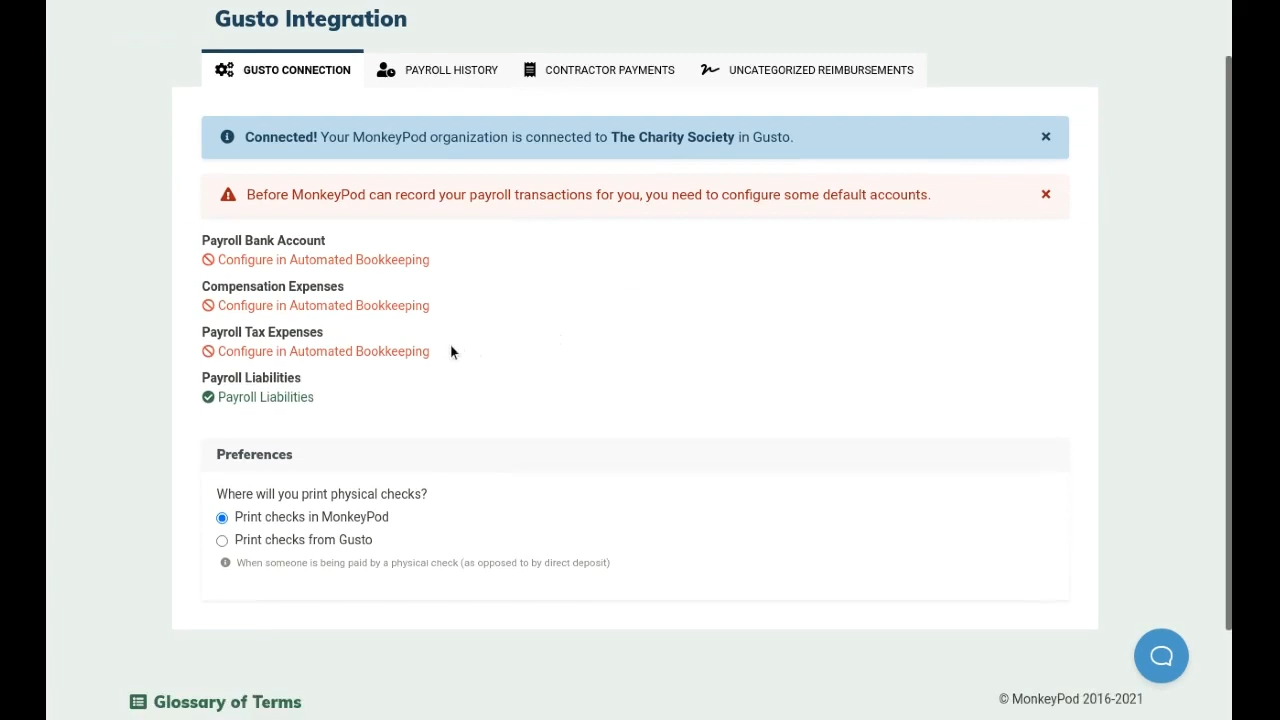 Gusto Integration
GUSTO CONNECTION PAYROLL HISTORY CONTRACTOR PAYMENTS UNCATEGORIZED REIMBURSEMENTS
Connected! Your MonkeyPod organization is connected to The Charity Society in Gusto.
Before MonkeyPod can record your payroll transactions for you, you need to configure some default accounts.
Payroll Bank Account
Configure in Automated Bookkeeping
Compensation Expenses
Configure in Automated Bookkeeping
Payroll Tax Expenses
Configure in Automated Bookkeeping
Payroll Liabilities
Payroll Liabilities
Preferences
Where will you print physical checks?
Print checks in MonkeyPod
Print checks from Gusto
When someone is being paid by a physical check (as opposed to by direct deposit)
Glossary of Terms
© MonkeyPod 2016-2021